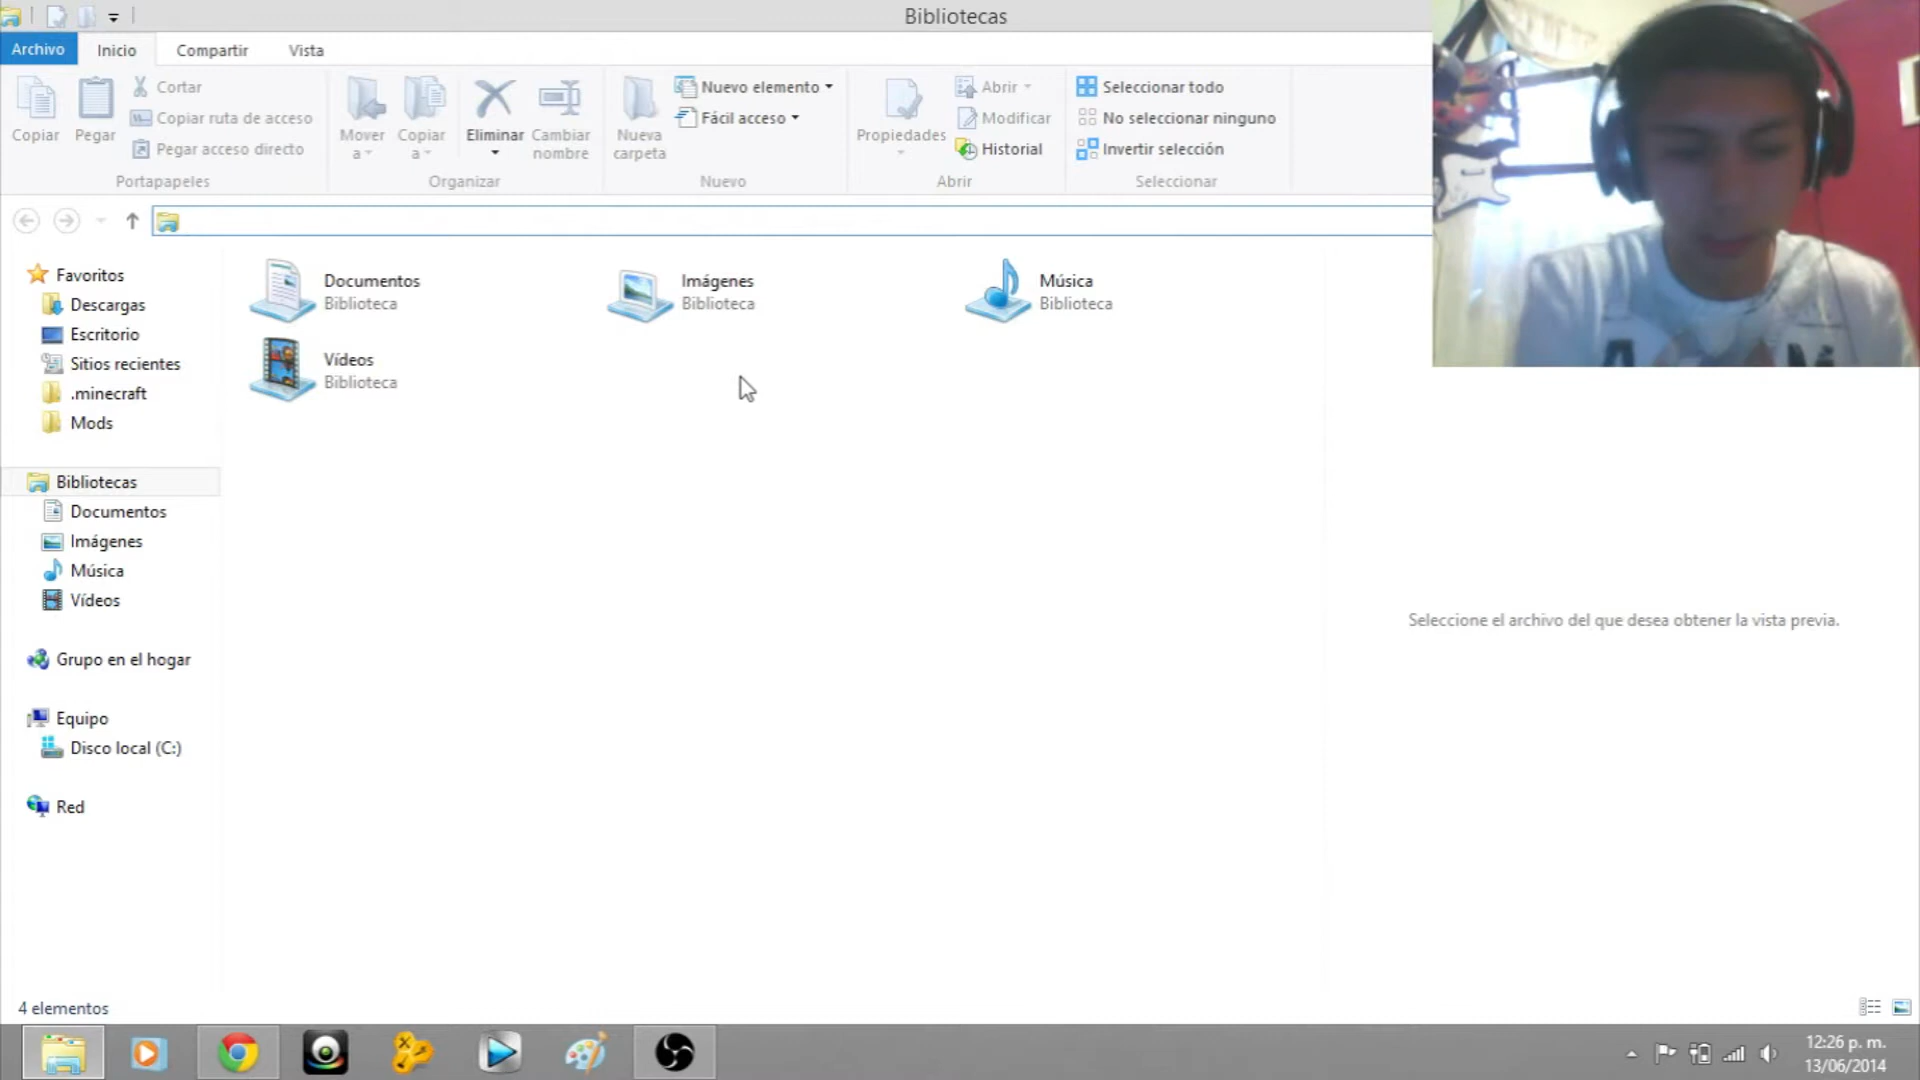 Bibliotecas
Archivo Inicio Compartir Vista
Copiar
Pegar
Cortar
Copiar ruta de acceso
Pegar acceso directo
Portapapeles
Mover a
Copiar a
Eliminar
Cambiar nombre
Organizar
Nueva carpeta
Nuevo elemento
Fácil acceso
Nuevo
Propiedades
Abrir
Modificar
Historial
Abrir
Seleccionar todo
No seleccionar ninguno
Invertir selección
Seleccionar
Favoritos
Descargas
Escritorio
Sitios recientes
.minecraft
Mods
Bibliotecas
Documentos
Imágenes
Música
Vídeos
Grupo en el hogar
Equipo
Disco local (C:)
Red
Documentos
Biblioteca
Imágenes
Biblioteca
Música
Biblioteca
Vídeos
Biblioteca
Seleccione el archivo del que desea obtener la vista previa.
4 elementos
12:26 p. m.
13/06/2014